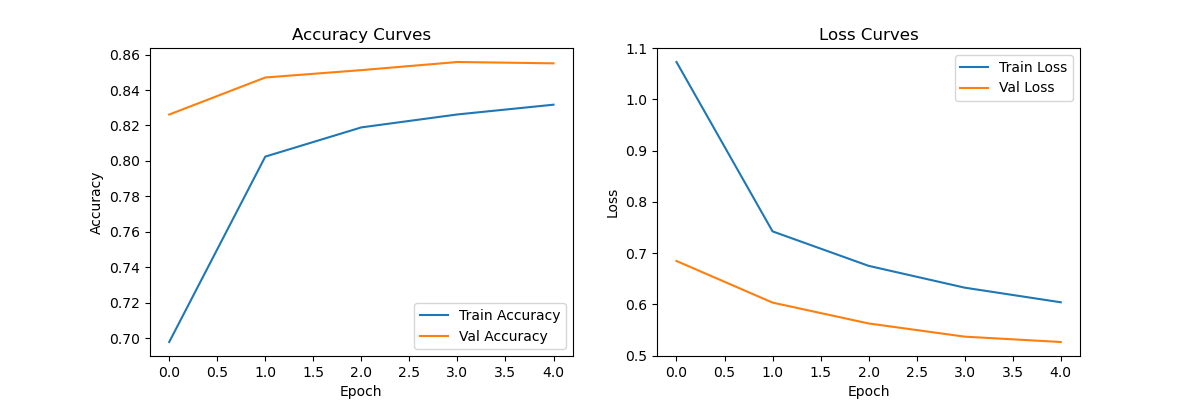 Accuracy Curves
0.86
0.84
0.82
0.80
0.78
0.76
0.74
0.72
0.70
Accuracy
Train Accuracy
Val Accuracy
0.0 0.5 1.0 1.5 2.0 2.5 3.0 3.5 4.0
Epoch
Loss Curves
1.1
1.0
0.9
0.8
0.7
0.6
0.5
Loss
Train Loss
Val Loss
0.0 0.5 1.0 1.5 2.0 2.5 3.0 3.5 4.0
Epoch